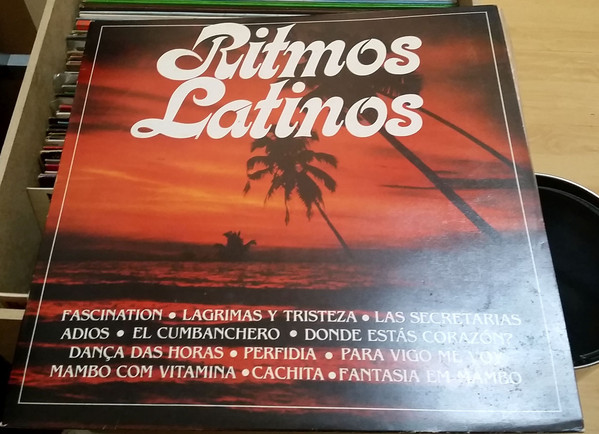 Ritmos
Latinos
FASCINATION • LAGRIMAS Y TRISTEZA • LAS SECRETARIAS
ADIOS • EL CUMBANCHERO • DONDE ESTÁS CORAZÓN?
DANÇA DAS HORAS • PERFIDIA • PARA VIGO ME VOY
MAMBO COM VITAMINA • CACHITA • FANTASIA EM MAMBO